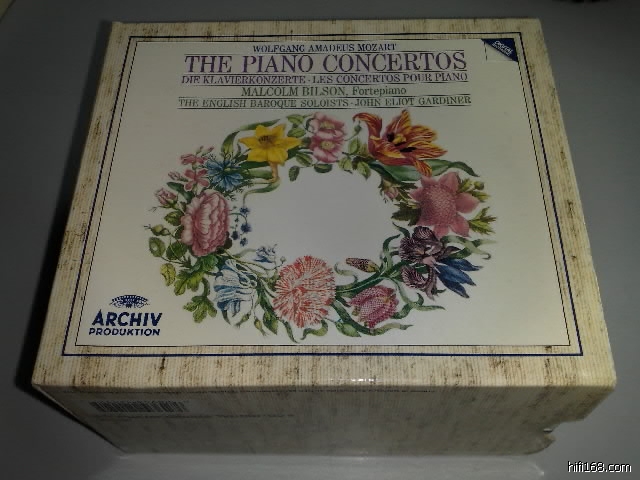 WOLFGANG AMADEUS MOZART
THE PIANO CONCERTOS
DIE KLAVIERKONZERTE · LES CONCERTOS POUR PIANO
MALCOLM BILSON, Fortepiano
THE ENGLISH BAROQUE SOLOISTS · JOHN ELIOT GARDINER
DIGITAL
ARCHIV
PRODUKTION
hifi168.com